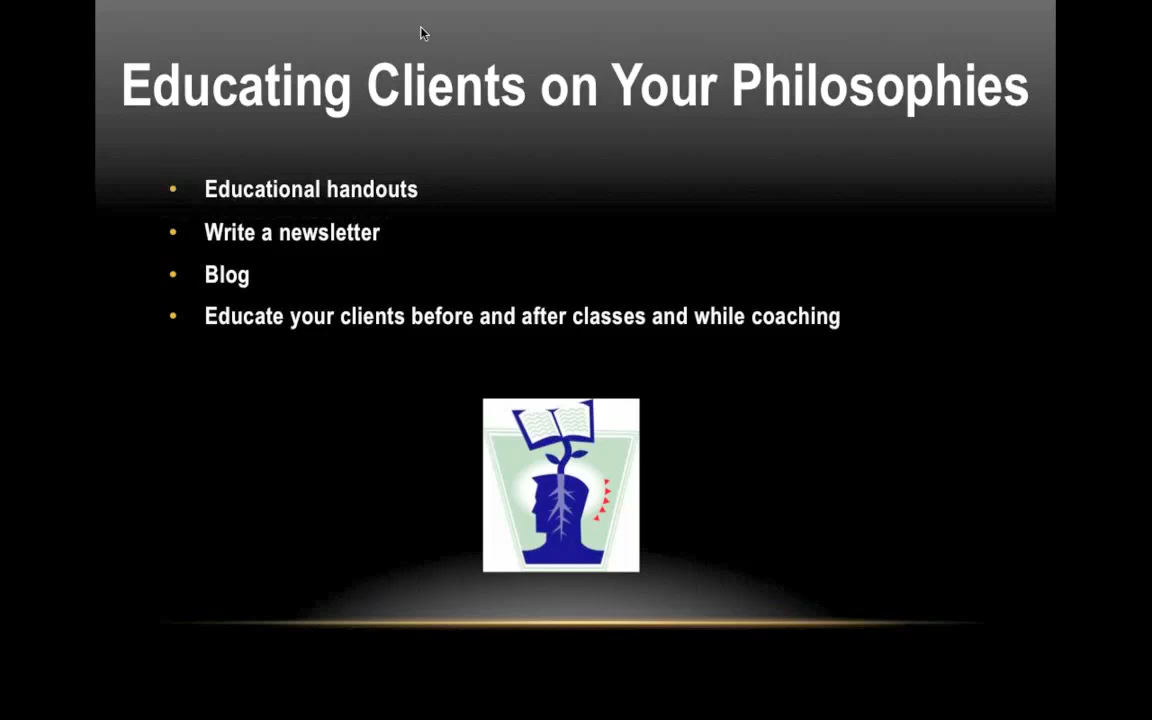 Educating Clients on Your Philosophies
• Educational handouts
• Write a newsletter
• Blog
• Educate your clients before and after classes and while coaching